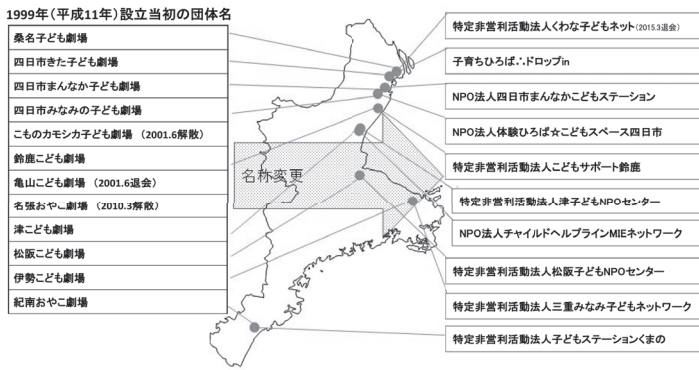 1999年(平成11年)設立当初の団体名
桑名子ども劇場
四日市きた子ども劇場
四日市まんなか子ども劇場
四日市みなみの子ども劇場
こものカモシカ子ども劇場 (2001.6解散)
鈴鹿こども劇場
亀山こども劇場 (2001.6退会)
名張おやこ劇場 (2010.3解散)
津こども劇場
松阪こども劇場
伊勢こども劇場
紀南おやこ劇場
名称変更
特定非営利活動法人くわな子どもネット(2015.3退会)
子育ちひろば∴ドロップin
NPO法人四日市まんなかこどもステーション
NPO法人体験ひろば☆こどもスペース四日市
特定非営利活動法人こどもサポート鈴鹿
特定非営利活動法人津子どもNPOセンター
NPO法人チャイルドヘルプラインMIEネットワーク
特定非営利活動法人松阪子どもNPOセンター
特定非営利活動法人三重みなみ子どもネットワーク
特定非営利活動法人子どもステーションくまの